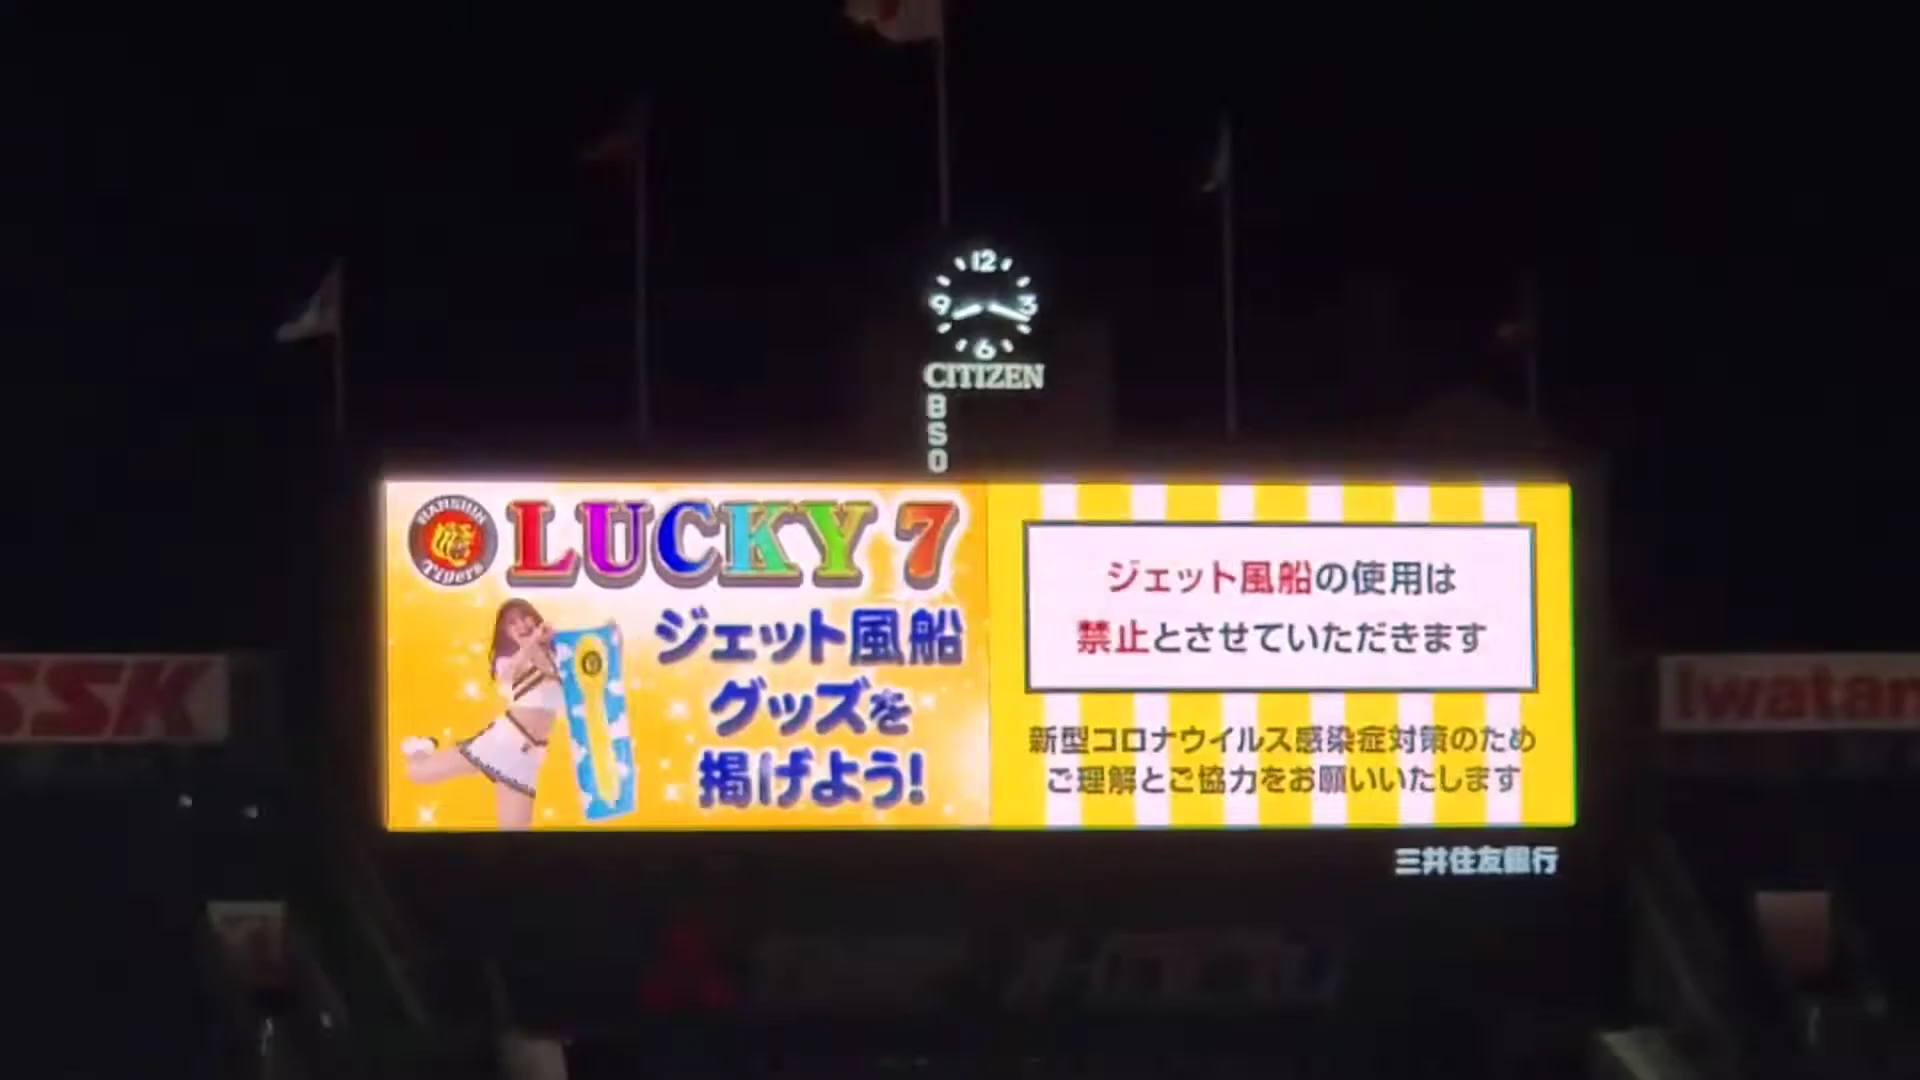 12
9 3
6
CITIZEN
B
S
O
HANSHIN
Tigers
LUCKY 7
ジェット風船
グッズを
掲げよう!
ジェット風船の使用は
禁止とさせていただきます
新型コロナウイルス感染症対策のため
ご理解とご協力をお願いいたします
SSK
Iwatan
三井住友銀行